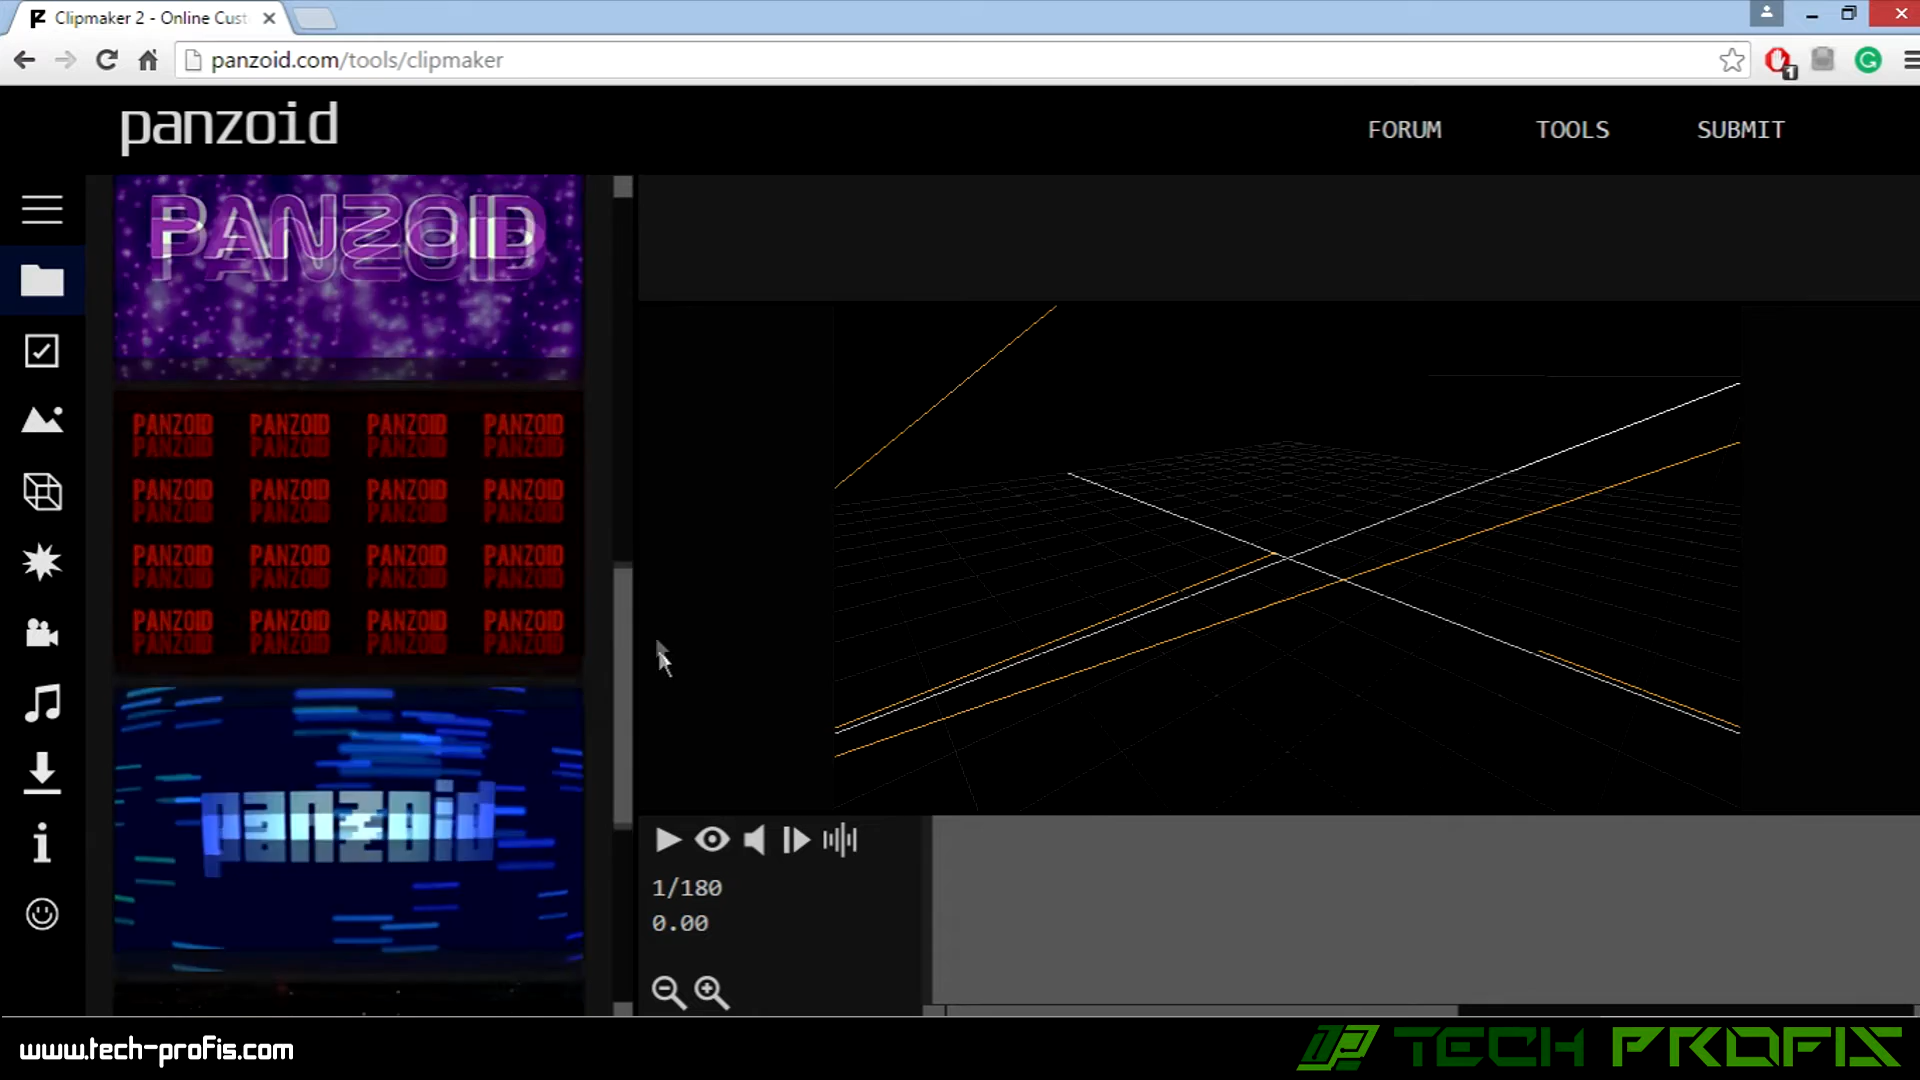 Clipmaker 2 - Online Cust
panzoid.com/tools/clipmaker
1
panzoid
FORUM TOOLS SUBMIT
PANZOID
PANZOID PANZOID PANZOID PANZOID
PANZOID PANZOID PANZOID PANZOID
PANZOID PANZOID PANZOID PANZOID
PANZOID PANZOID PANZOID PANZOID
panzoid
1/180
0.00
www.tech-profis.com
TECH PROFIS